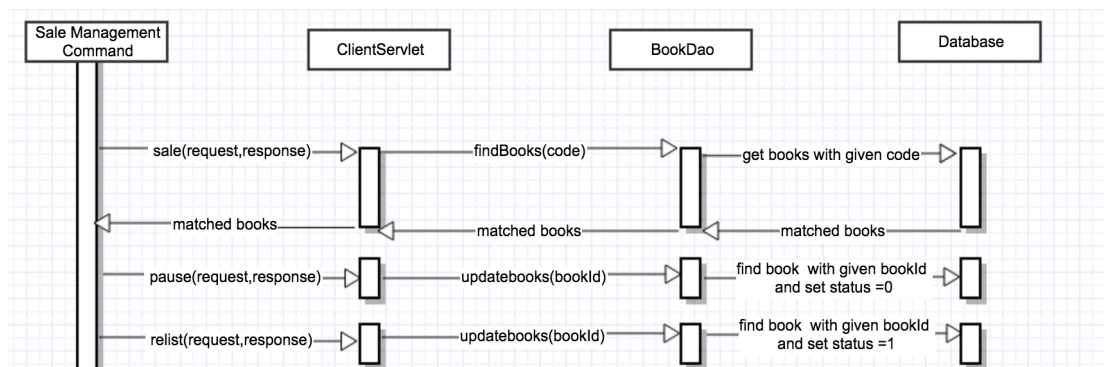 Sale Management
Command
ClientServlet
BookDao
Database
sale(request,response)
findBooks(code)
get books with given code
matched books
matched books
matched books
pause(request,response)
updatebooks(bookId)
find book with given bookId
and set status =0
relist(request,response)
updatebooks(bookId)
find book with given bookId
and set status =1